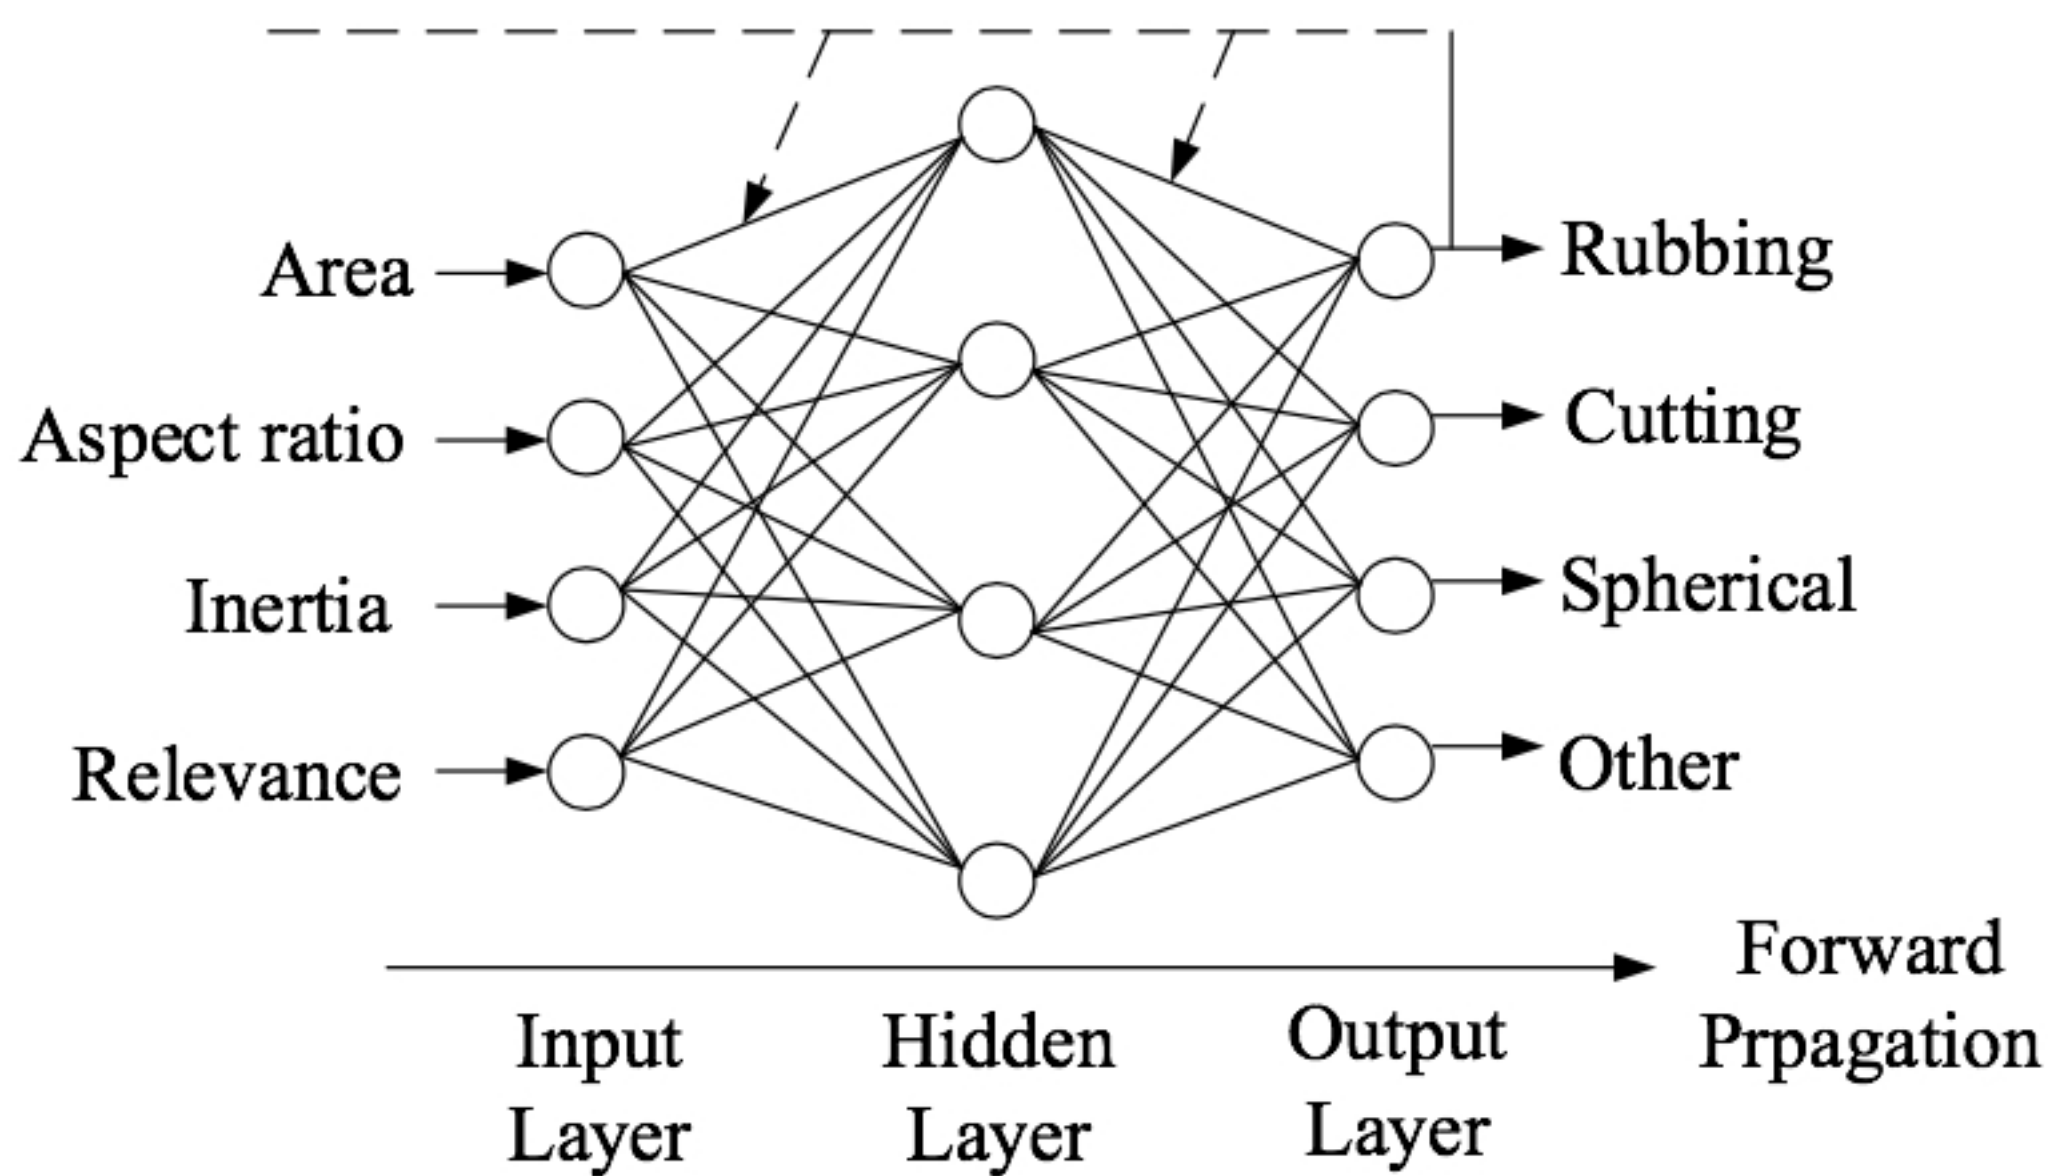 Area
Aspect ratio
Inertia
Relevance
Rubbing
Cutting
Spherical
Other
Forward
Prpagation
Input
Layer
Hidden
Layer
Output
Layer